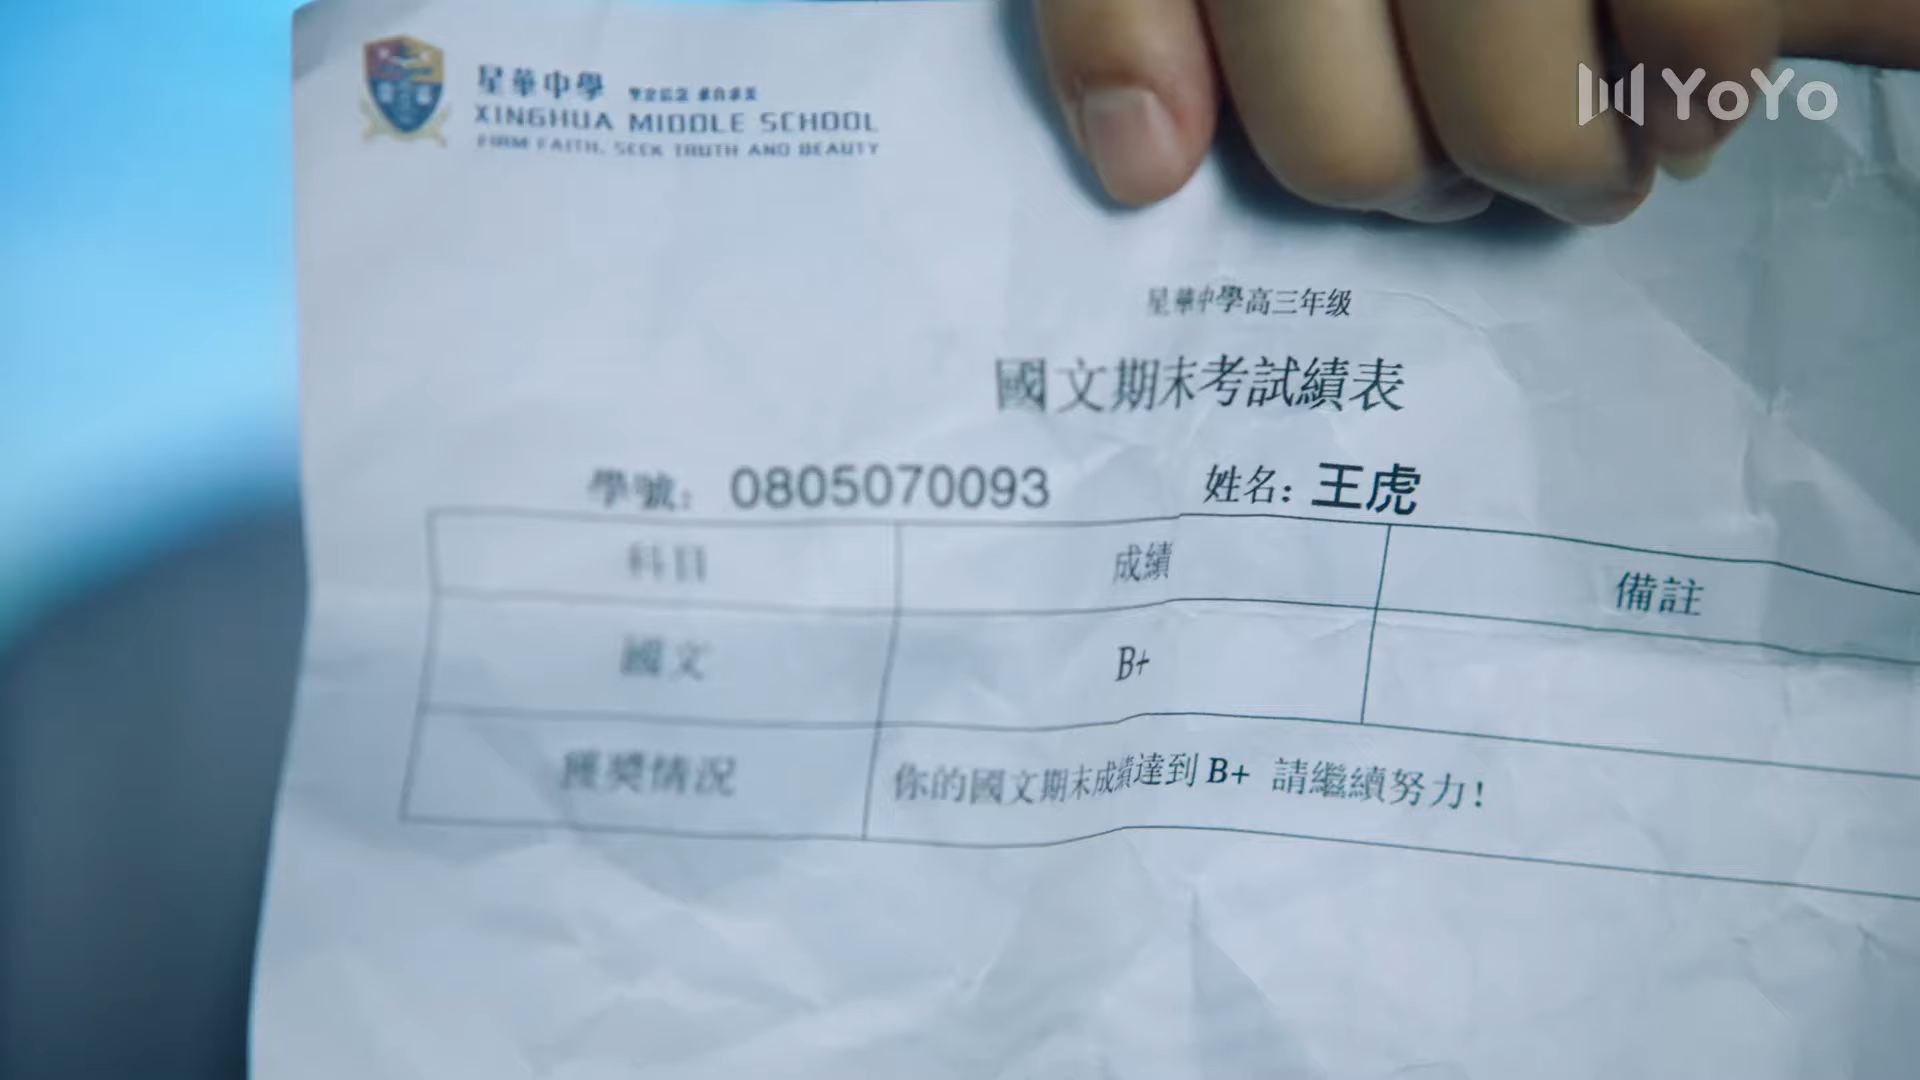 星華中學
XINGHUA MIDDLE SCHOOL
FIRM FAITH, SEEK TRUTH AND BEAUTY
YoYo
星華中學高三年级
國文期末考試績表
學號: 0805070093 姓名: 王虎
科目 成績 備註
國文 B+
獲獎情況 你的國文期末成績達到 B+ 請繼續努力!